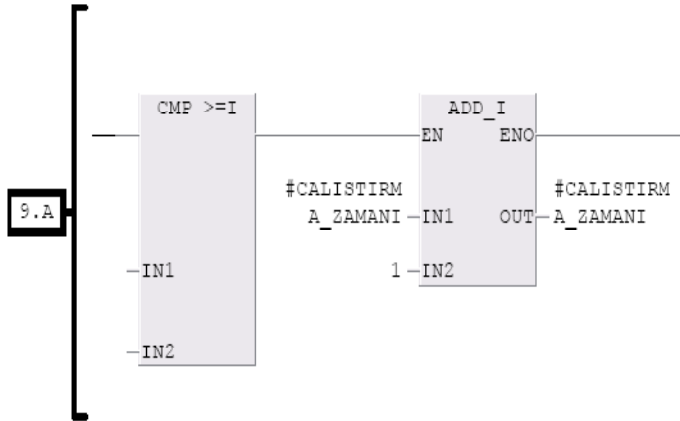 CMP >=I
ADD_I
EN ENO
#CALISTIRM
A_ZAMANI
#CALISTIRM
A_ZAMANI
9.A
IN1 OUT
IN1
1
IN2
IN2